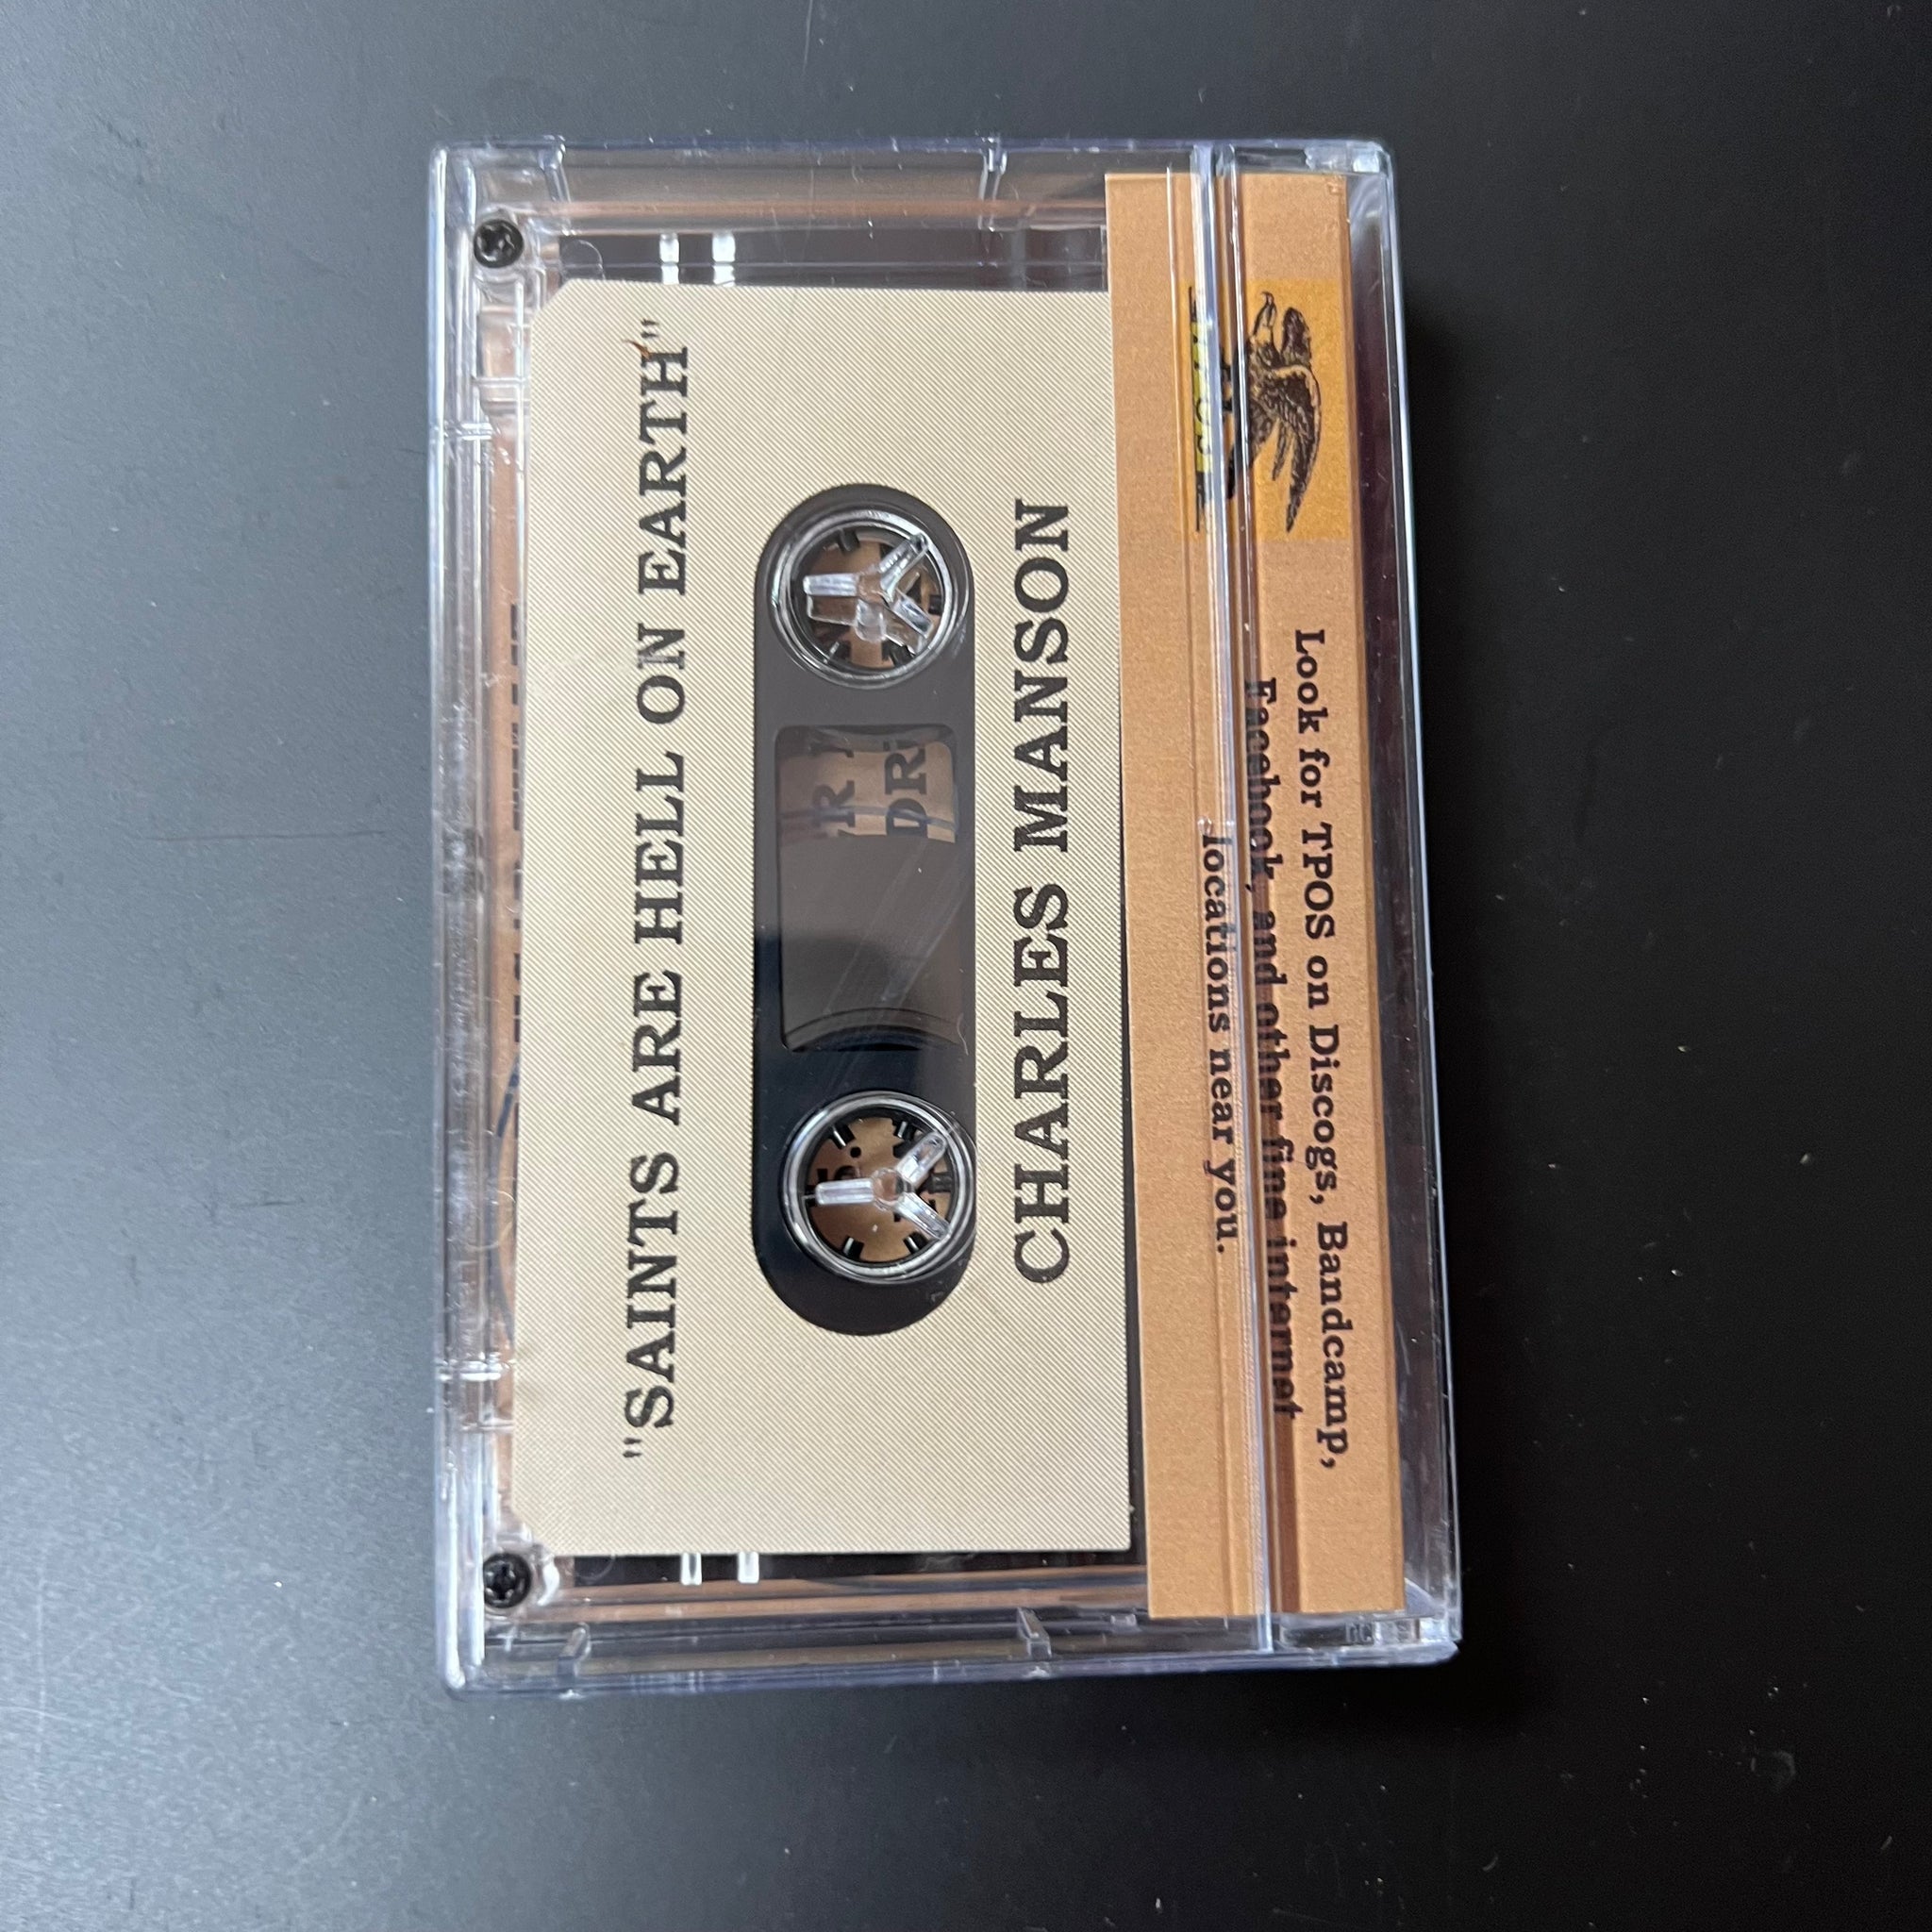 "SAINTS ARE HELL ON EARTH"
CHARLES MANSON
Look for TPOS on Discogs, Bandcamp,
Facebook, and other fine internet
locations near you.
R
DR